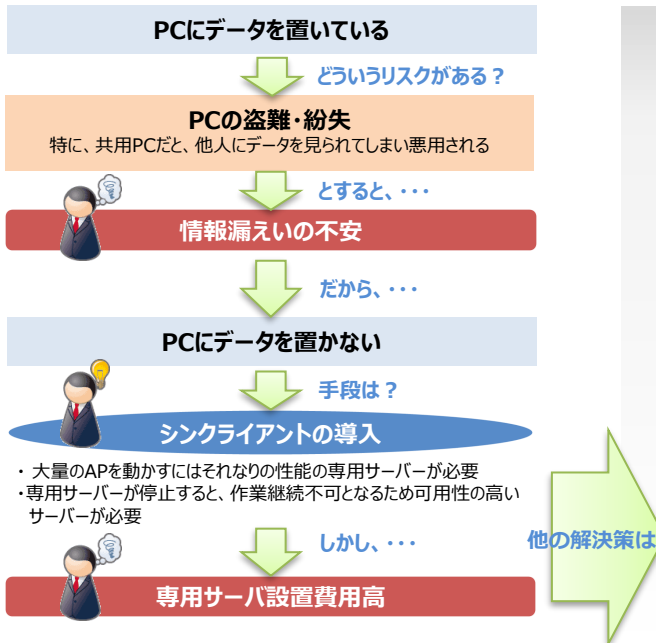 PCにデータを置いている
どういうリスクがある？
PCの盗難・紛失
特に、共用PCだと、他人にデータを見られてしまい悪用される
とすると、・・・
情報漏えいの不安
だから、・・・
PCにデータを置かない
手段は？
シンクライアントの導入
・ 大量のAPを動かすにはそれなりの性能の専用サーバーが必要
・専用サーバーが停止すると、作業継続不可となるため可用性の高い
サーバーが必要
しかし、・・・
他の解決策は
専用サーバ設置費用高